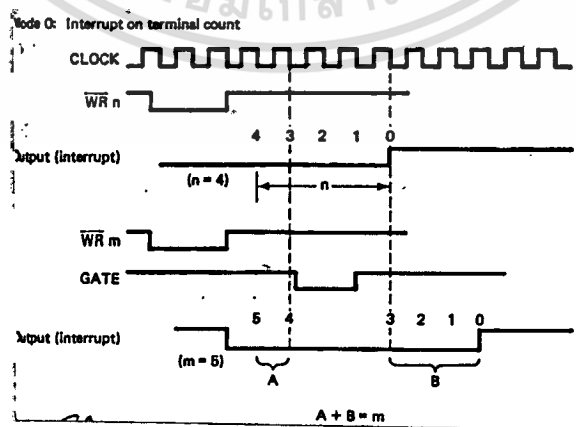 Mode 0: Interrupt on terminal count
CLOCK
WR n
4 3 2 1 0
Output (interrupt)
(n = 4)
n
WR m
GATE
5 4 3 2 1 0
Output (interrupt)
(m = 5)
A
B
A + B = m